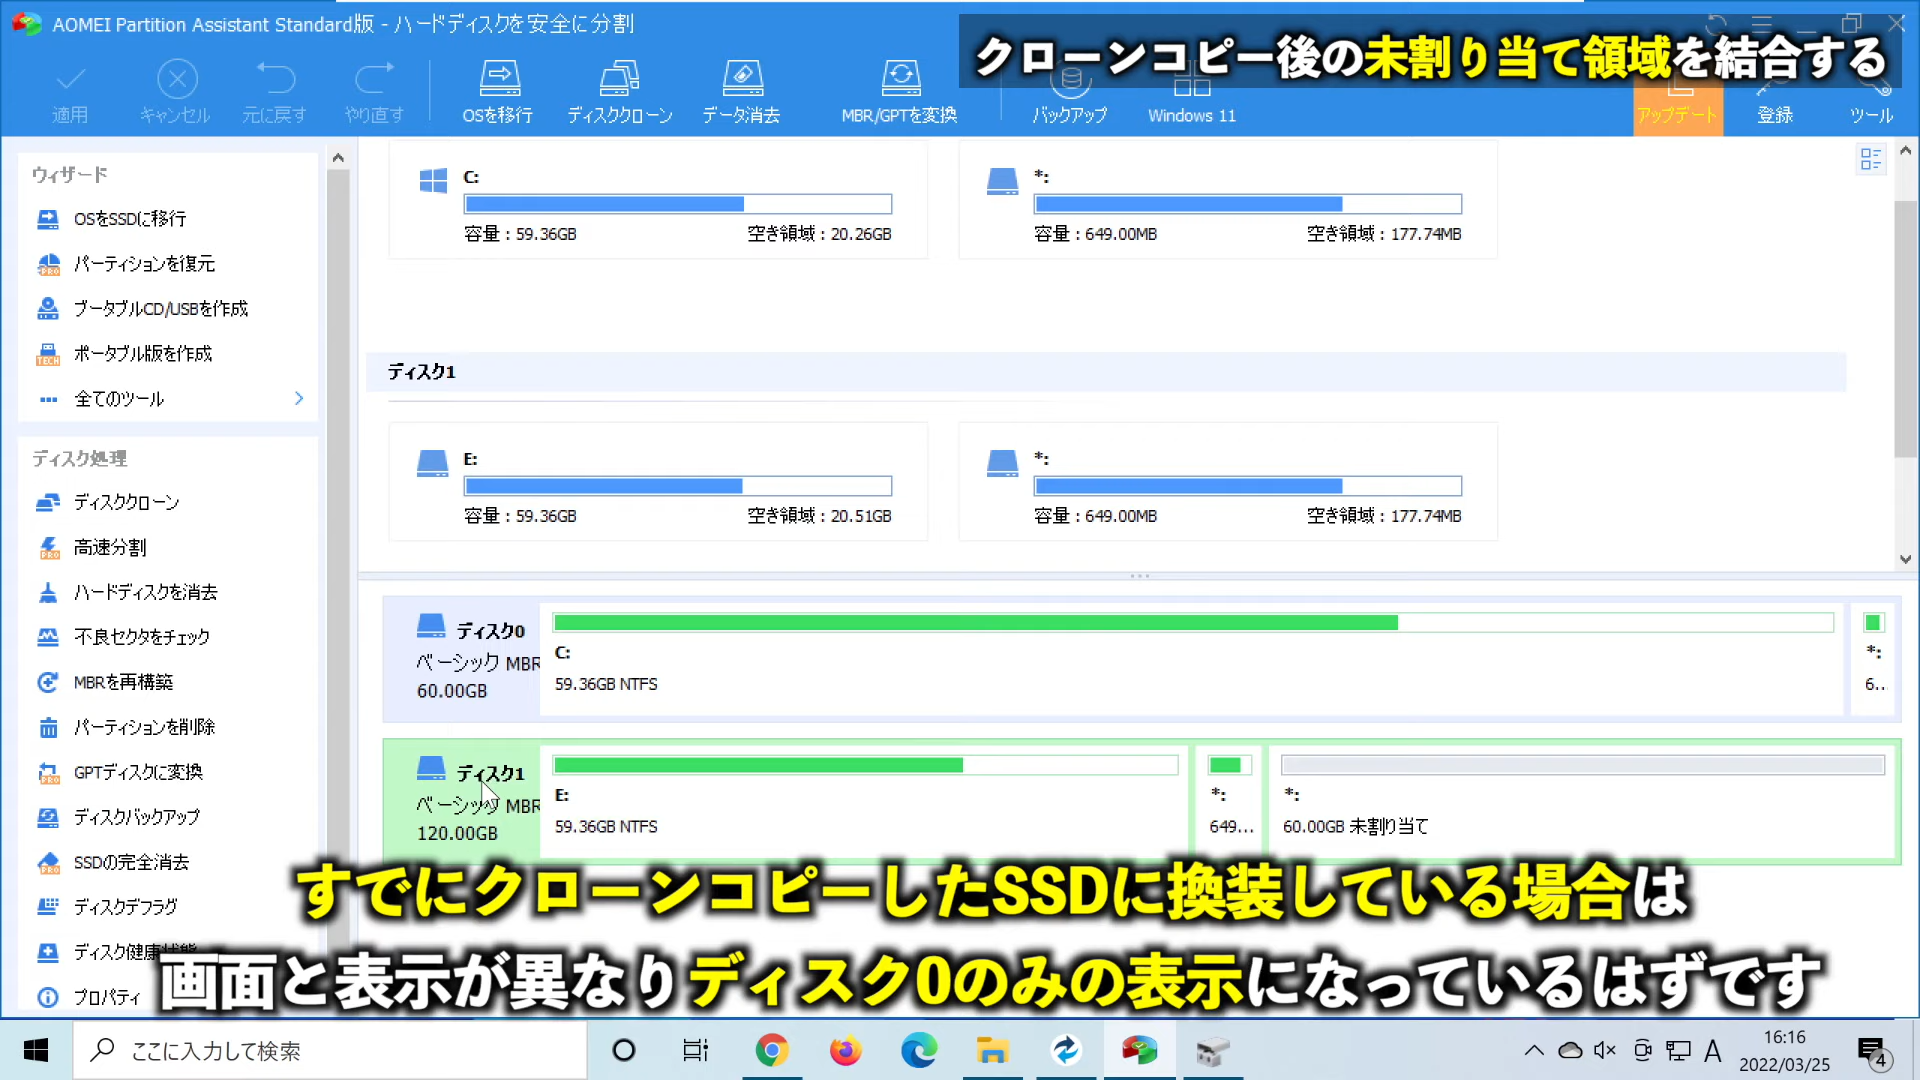 AOMEI Partition Assistant Standard版 - ハードディスクを安全に分割
クローンコピー後の未割り当て領域を結合する
適用
キャンセル
元に戻す
やり直す
OSを移行
ディスククローン
データ消去
MBR/GPTを変換
バックアップ
Windows 11
アップデート
登録
ツール
ウィザード
OSをSSDに移行
パーティションを復元
PRO
ブータブルCD/USBを作成
ポータブル版を作成
TECH
全てのツール
ディスク処理
ディスククローン
高速分割
PRO
ハードディスクを消去
不良セクタをチェック
MBRを再構築
パーティションを削除
GPTディスクに変換
PRO
ディスクバックアップ
SSDの完全消去
PRO
ディスクデフラグ
ディスク健康状態
プロパティ
C:
容量：59.36GB
空き領域：20.26GB
*:
容量：649.00MB
空き領域：177.74MB
ディスク1
E:
容量：59.36GB
空き領域：20.51GB
*:
容量：649.00MB
空き領域：177.74MB
ディスク0
ベーシック MBR
60.00GB
C:
59.36GB NTFS
*:
6...
ディスク1
ベーシック MBR
120.00GB
E:
59.36GB NTFS
*:
649...
*:
60.00GB 未割り当て
すでにクローンコピーしたSSDに換装している場合は
画面と表示が異なりディスク0のみの表示になっているはずです
ここに入力して検索
A
16:16
2022/03/25
4